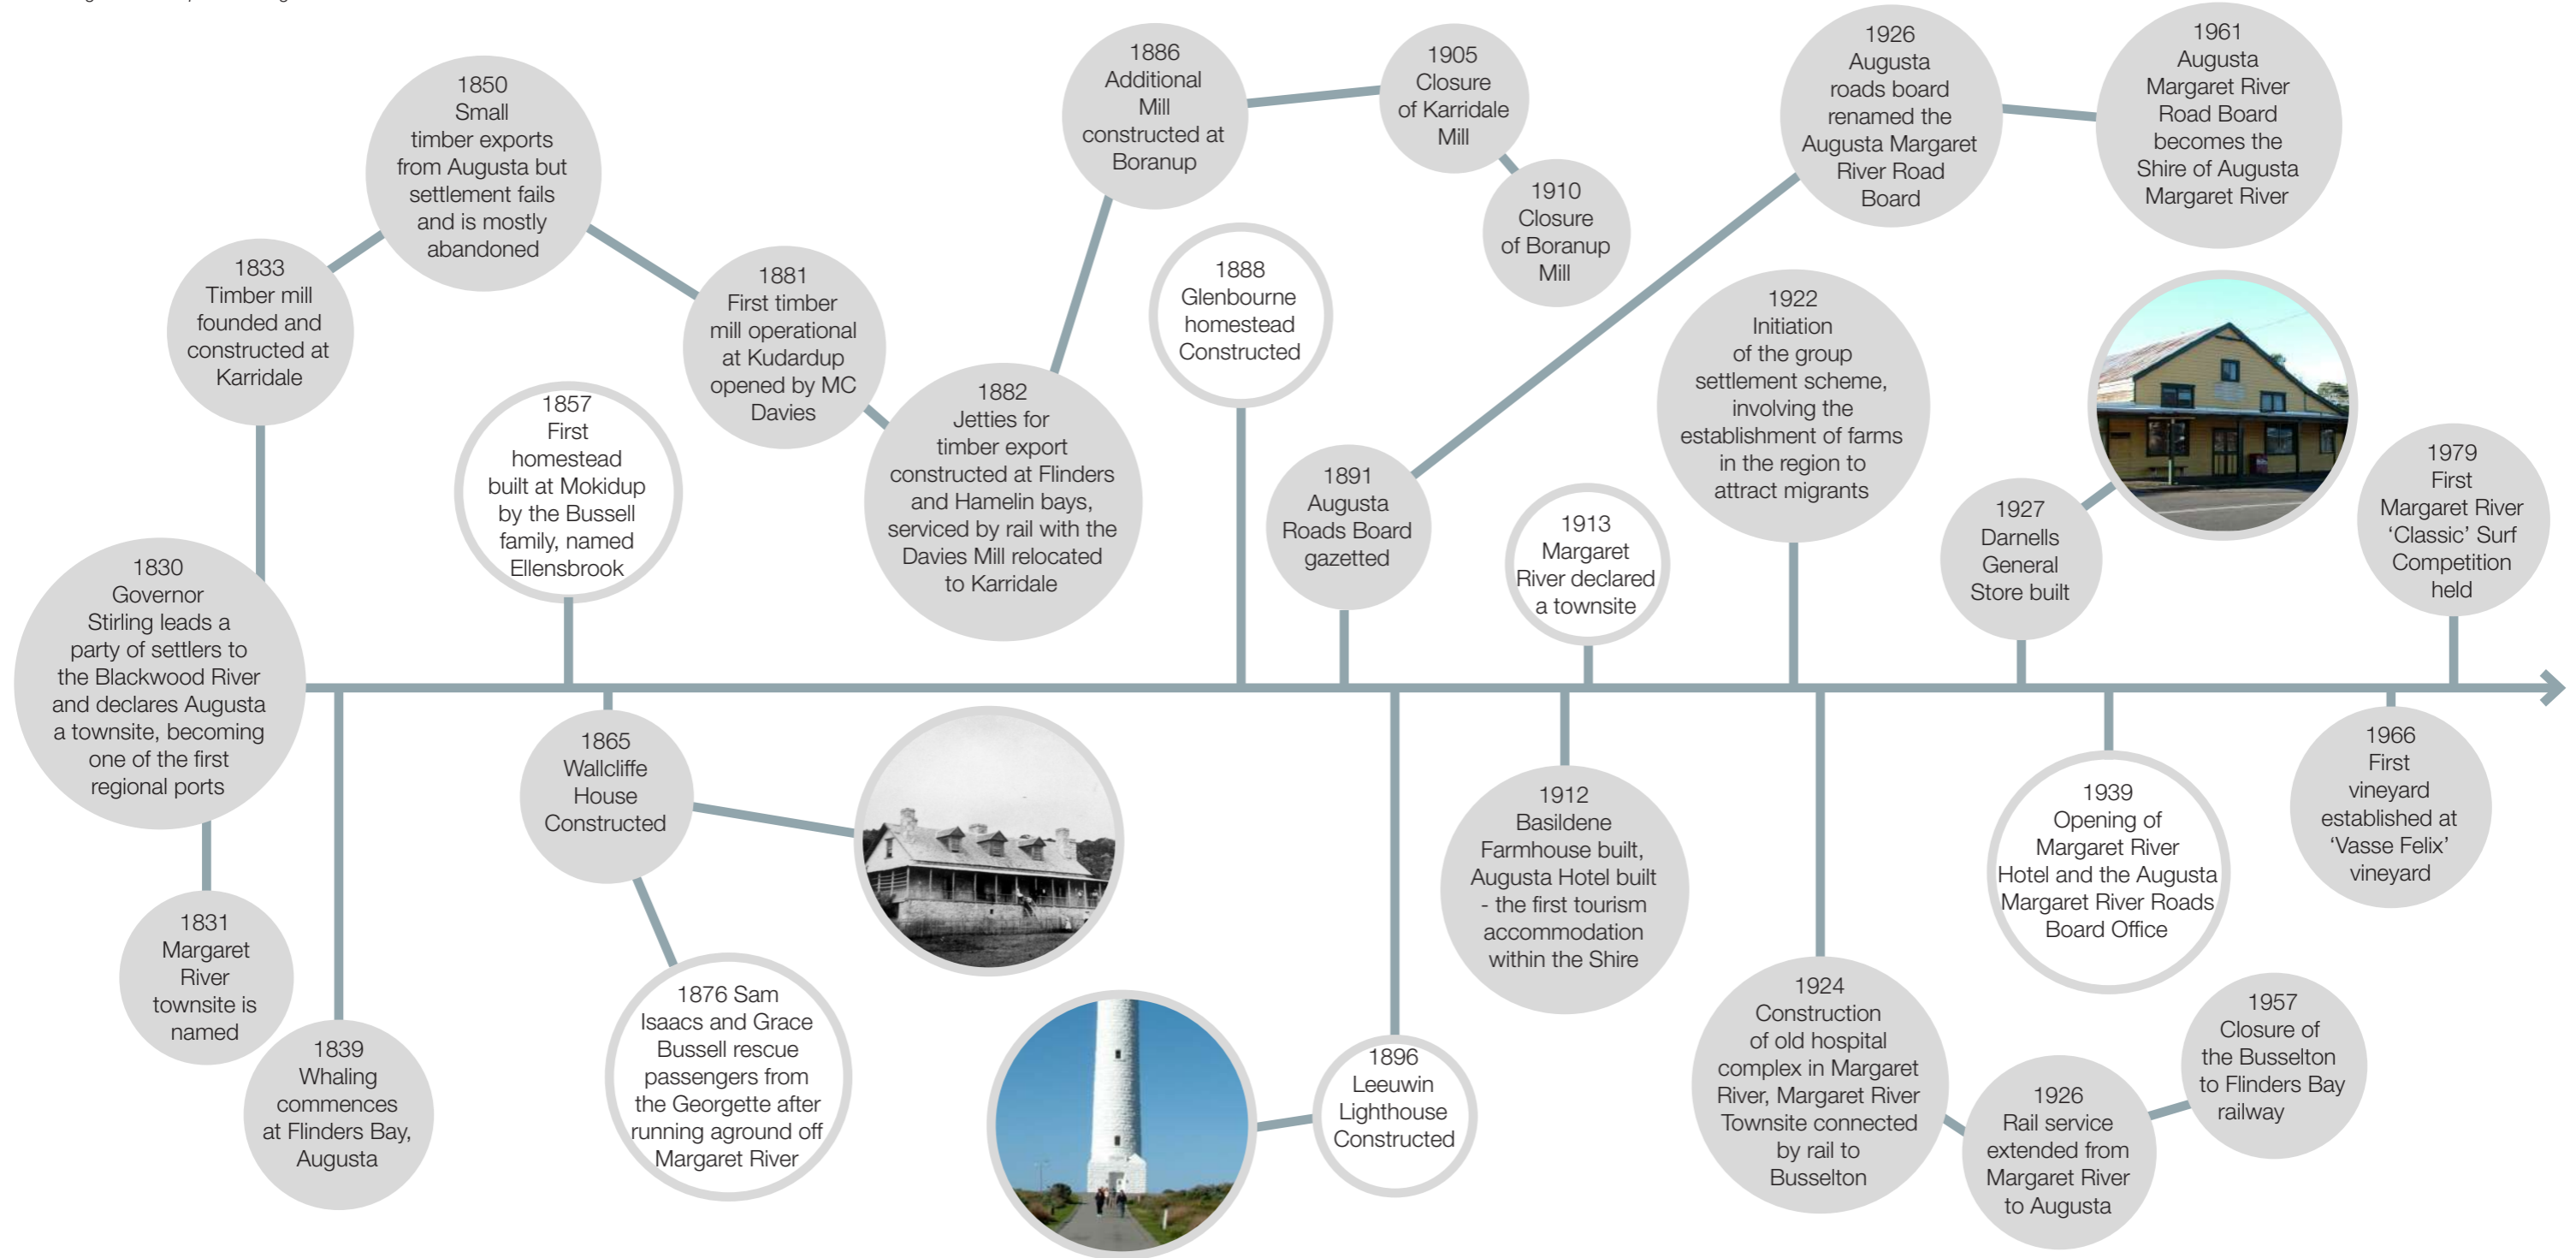 1830
Governor
Stirling leads a
party of settlers to
the Blackwood River
and declares Augusta
a townsite, becoming
one of the first
regional ports
1831
Margaret
River
townsite is
named
1833
Timber mill
founded and
constructed at
Karridale
1839
Whaling
commences
at Flinders Bay,
Augusta
1850
Small
timber exports
from Augusta but
settlement fails
and is mostly
abandoned
1857
First
homestead
built at Mokidup
by the Bussell
family, named
Ellensbrook
1865
Wallcliffe
House
Constructed
1876 Sam
Isaacs and Grace
Bussell rescue
passengers from
the Georgette after
running aground off
Margaret River
1881
First timber
mill operational
at Kudardup
opened by MC
Davies
1882
Jetties for
timber export
constructed at Flinders
and Hamelin bays,
serviced by rail with the
Davies Mill relocated
to Karridale
1886
Additional
Mill
constructed at
Boranup
1905
Closure
of Karridale
Mill
1910
Closure
of Boranup
Mill
1888
Glenbourne
homestead
Constructed
1891
Augusta
Roads Board
gazetted
1896
Leeuwin
Lighthouse
Constructed
1912
Basildene
Farmhouse built,
Augusta Hotel built
- the first tourism
accommodation
within the Shire
1913
Margaret
River declared
a townsite
1922
Initiation
of the group
settlement scheme,
involving the
establishment of farms
in the region to
attract migrants
1924
Construction
of old hospital
complex in Margaret
River, Margaret River
Townsite connected
by rail to
Busselton
1926
Rail service
extended from
Margaret River
to Augusta
1957
Closure of
the Busselton
to Flinders Bay
railway
1926
Augusta
roads board
renamed the
Augusta Margaret
River Road
Board
1961
Augusta
Margaret River
Road Board
becomes the
Shire of Augusta
Margaret River
1927
Darnells
General
Store built
1939
Opening of
Margaret River
Hotel and the Augusta
Margaret River Roads
Board Office
1966
First
vineyard
established at
‘Vasse Felix’
vineyard
1979
First
Margaret River
‘Classic’ Surf
Competition
held